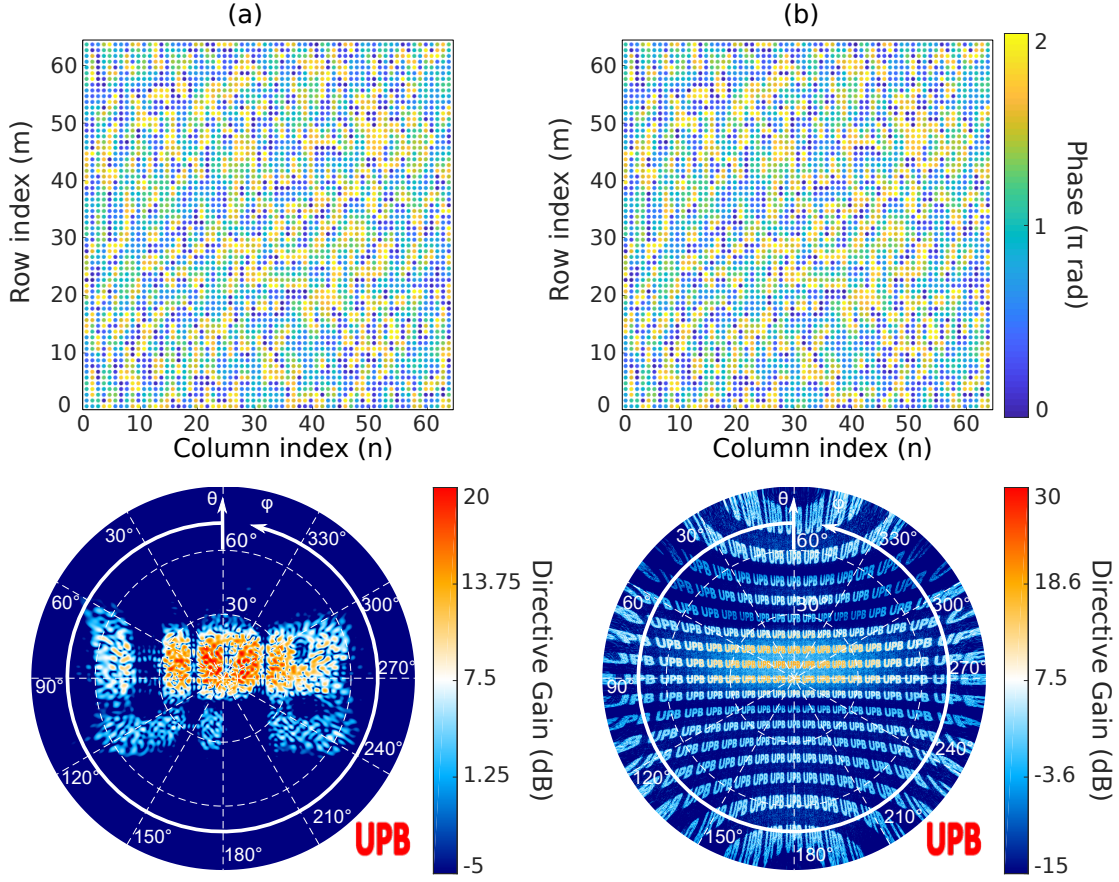 (a)
(b)
60
50
40
30
20
10
0
Row index (m)
0 10 20 30 40 50 60
Column index (n)
60
50
40
30
20
10
0
Row index (m)
0 10 20 30 40 50 60
Column index (n)
2
1
0
Phase (π rad)
θ
φ
30°
330°
60°
60°
30°
300°
90°
270°
120°
240°
150°
210°
180°
UPB
20
13.75
7.5
1.25
-5
Directive Gain (dB)
θ
φ
30°
330°
60°
60°
30°
300°
90°
270°
120°
240°
150°
210°
180°
UPB
UPB
30
18.6
7.5
-3.6
-15
Directive Gain (dB)